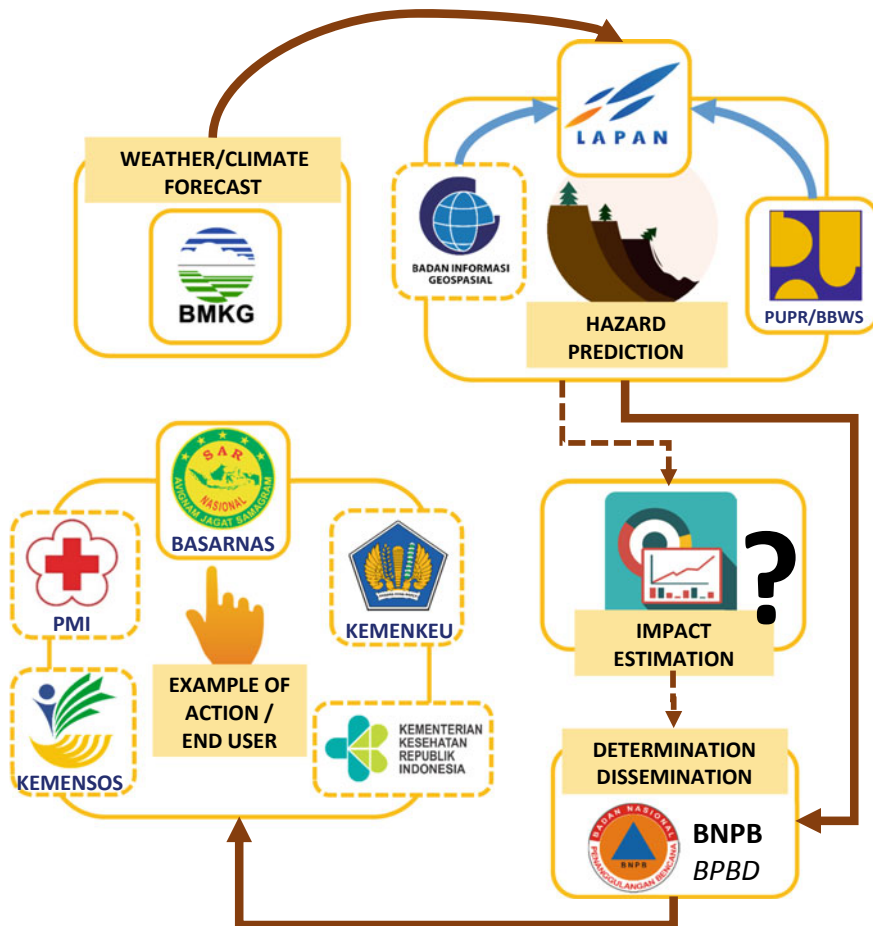 LAPAN
WEATHER/CLIMATE
FORECAST
BMKG
BADAN INFORMASI
GEOSPASIAL
PUPR/BBWS
HAZARD
PREDICTION
SAR
NASIONAL
AVIGNAM JAGAT SAMAGRAM
BASARNAS
PMI
KEMENKEU
KEMENSOS
EXAMPLE OF
ACTION /
END USER
KEMENTERIAN
KESEHATAN
REPUBLIK
INDONESIA
?
IMPACT
ESTIMATION
DETERMINATION
DISSEMINATION
BADAN NASIONAL
PENANGGULANGAN BENCANA
BNPB
BNPB
BPBD